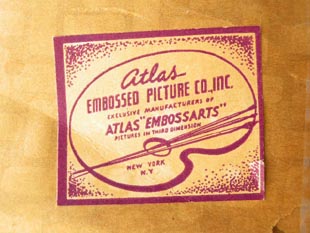 Atlas
EMBOSSED PICTURE CO., INC.
EXCLUSIVE MANUFACTURERS OF
ATLAS "EMBOSSARTS"
PICTURES IN THIRD DIMENSION
NEW YORK
N.Y.